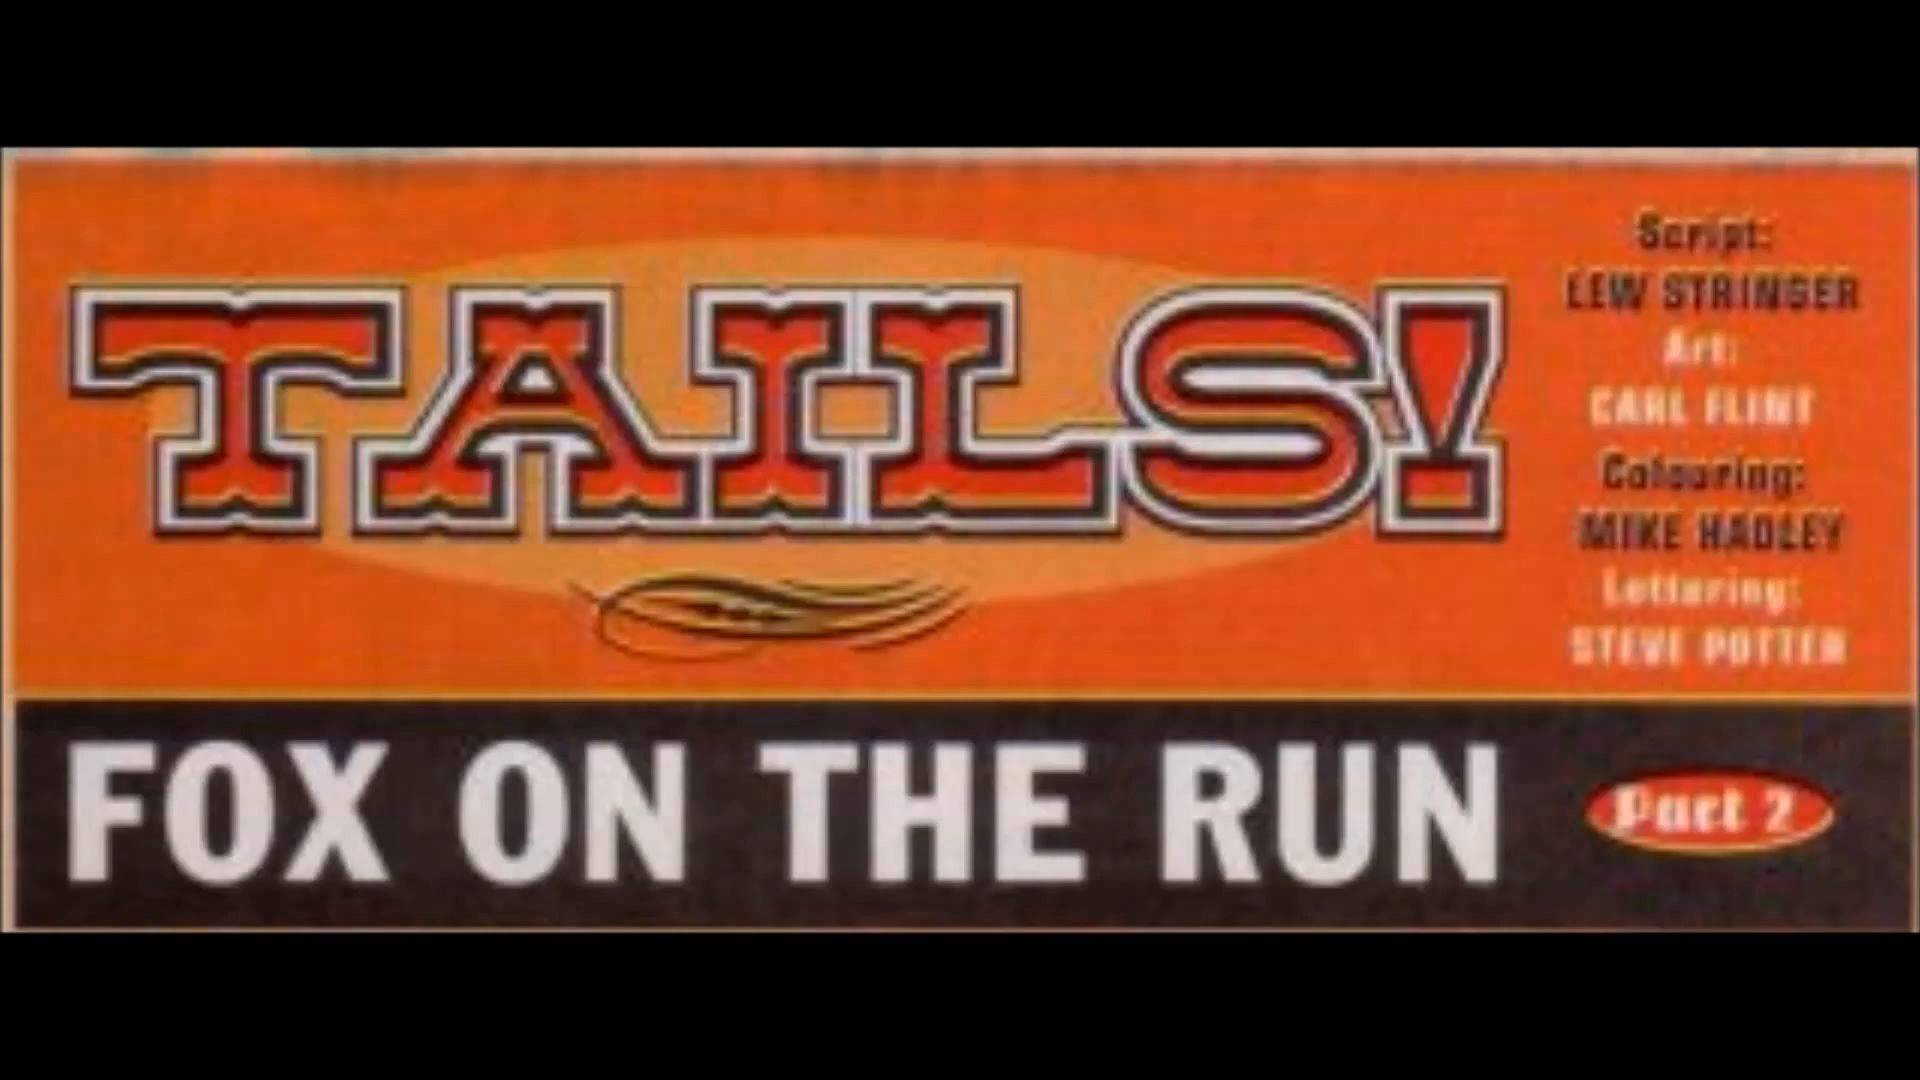 TAILS!
Script:
LEW STRINGER
Art:
CARL FLINT
Colouring:
MIKE HADLEY
Lettering:
STEVE POTTER
FOX ON THE RUN
Part 2